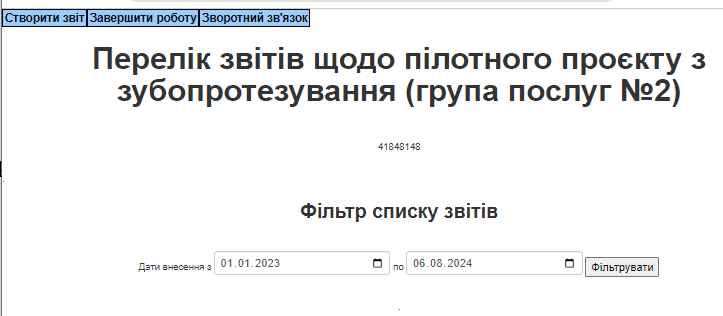 Створити звіт Завершити роботу Зворотний зв'язок
Перелік звітів щодо пілотного проєкту з
зубопротезування (група послуг №2)
41848148
Фільтр списку звітів
Дати внесення з 01.01.2023 по 06.08.2024 Фільтрувати